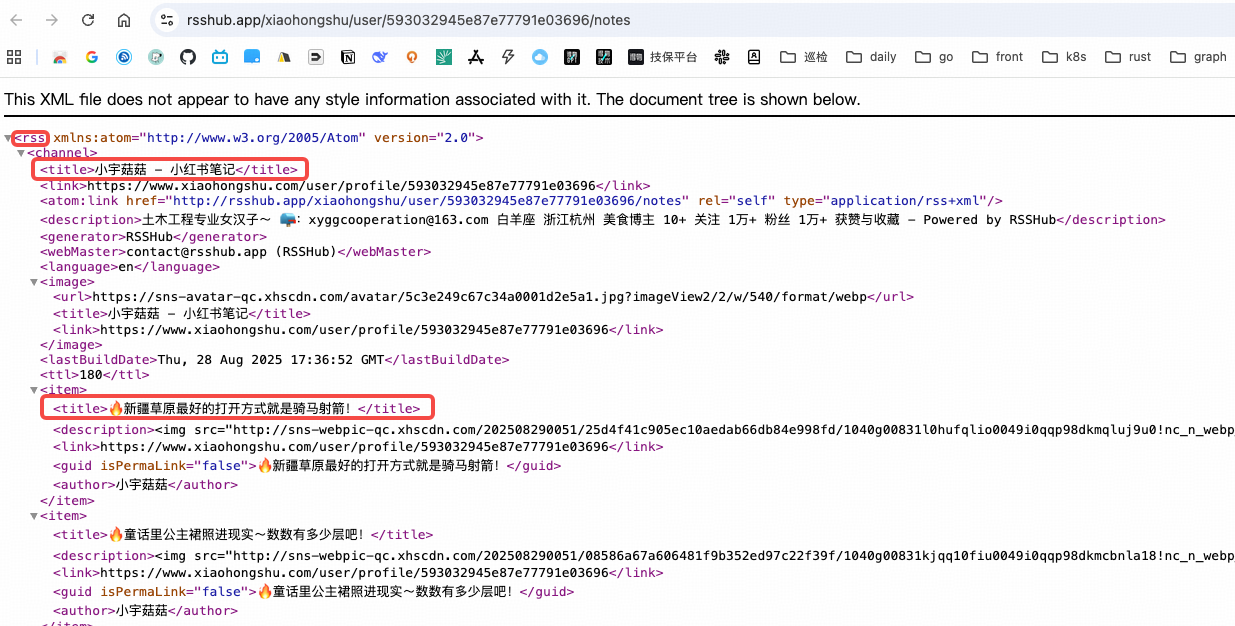 rsshub.app/xiaohongshu/user/593032945e87e77791e03696/notes
技保平台 巡检 daily go front k8s rust graph
This XML file does not appear to have any style information associated with it. The document tree is shown below.
<rss xmlns:atom="http://www.w3.org/2005/Atom" version="2.0">
<channel>
<title>小宇菇菇 - 小红书笔记</title>
<link>https://www.xiaohongshu.com/user/profile/593032945e87e77791e03696</link>
<atom:link href="http://rsshub.app/xiaohongshu/user/593032945e87e77791e03696/notes" rel="self" type="application/rss+xml"/>
<description>土木工程专业女汉子～ 📪：xyggcooperation@163.com 白羊座 浙江杭州 美食博主 10+ 关注 1万+ 粉丝 1万+ 获赞与收藏 - Powered by RSSHub</description>
<generator>RSSHub</generator>
<webMaster>contact@rsshub.app (RSSHub)</webMaster>
<language>en</language>
<image>
<url>https://sns-avatar-qc.xhscdn.com/avatar/5c3e249c67c34a0001d2e5a1.jpg?imageView2/2/w/540/format/webp</url>
<title>小宇菇菇 - 小红书笔记</title>
<link>https://www.xiaohongshu.com/user/profile/593032945e87e77791e03696</link>
</image>
<lastBuildDate>Thu, 28 Aug 2025 17:36:52 GMT</lastBuildDate>
<ttl>180</ttl>
<item>
<title>🔥新疆草原最好的打开方式就是骑马射箭！</title>
<description><img src="http://sns-webpic-qc.xhscdn.com/202508290051/25d4f41c905ec10aedab66db84e998fd/1040g00831l0hufqlio0049i0qqp98dkmqluj9u0!nc_n_webp_
<link>https://www.xiaohongshu.com/user/profile/593032945e87e77791e03696</link>
<guid isPermaLink="false">🔥新疆草原最好的打开方式就是骑马射箭！</guid>
<author>小宇菇菇</author>
</item>
<item>
<title>🔥童话里公主裙照进现实～数数有多少层吧！</title>
<description><img src="http://sns-webpic-qc.xhscdn.com/202508290051/08586a67a606481f9b352ed97c22f39f/1040g00831kjqq10fiu0049i0qqp98dkmcbnla18!nc_n_webp_
<link>https://www.xiaohongshu.com/user/profile/593032945e87e77791e03696</link>
<guid isPermaLink="false">🔥童话里公主裙照进现实～数数有多少层吧！</guid>
<author>小宇菇菇</author>
</item>